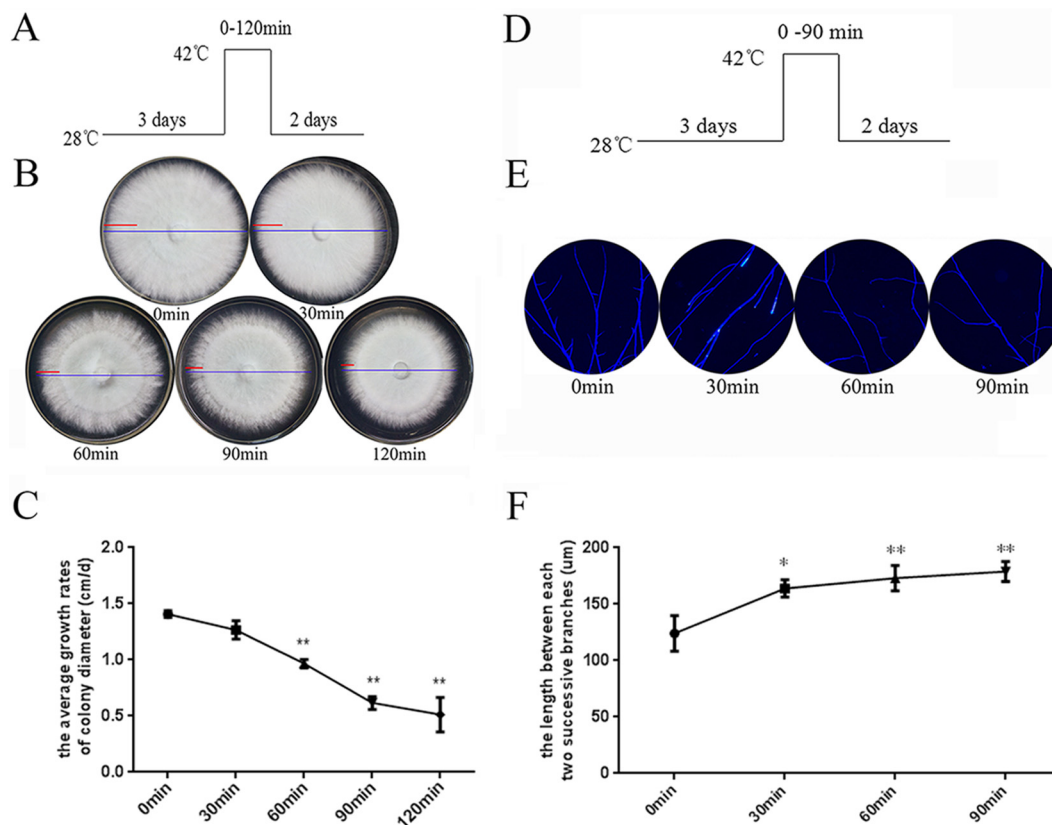 A
0-120min
42℃
3 days
2 days
28℃
B
0min
30min
60min
90min
120min
C
the average growth rates
of colony diameter (cm/d)
2.0
1.5
1.0
0.5
0.0
**
**
**
0min
30min
60min
90min
120min
D
0 -90 min
42℃
3 days
2 days
28℃
E
0min
30min
60min
90min
F
the length between each
two successive branches (um)
200
150
100
50
0
*
**
**
0min
30min
60min
90min